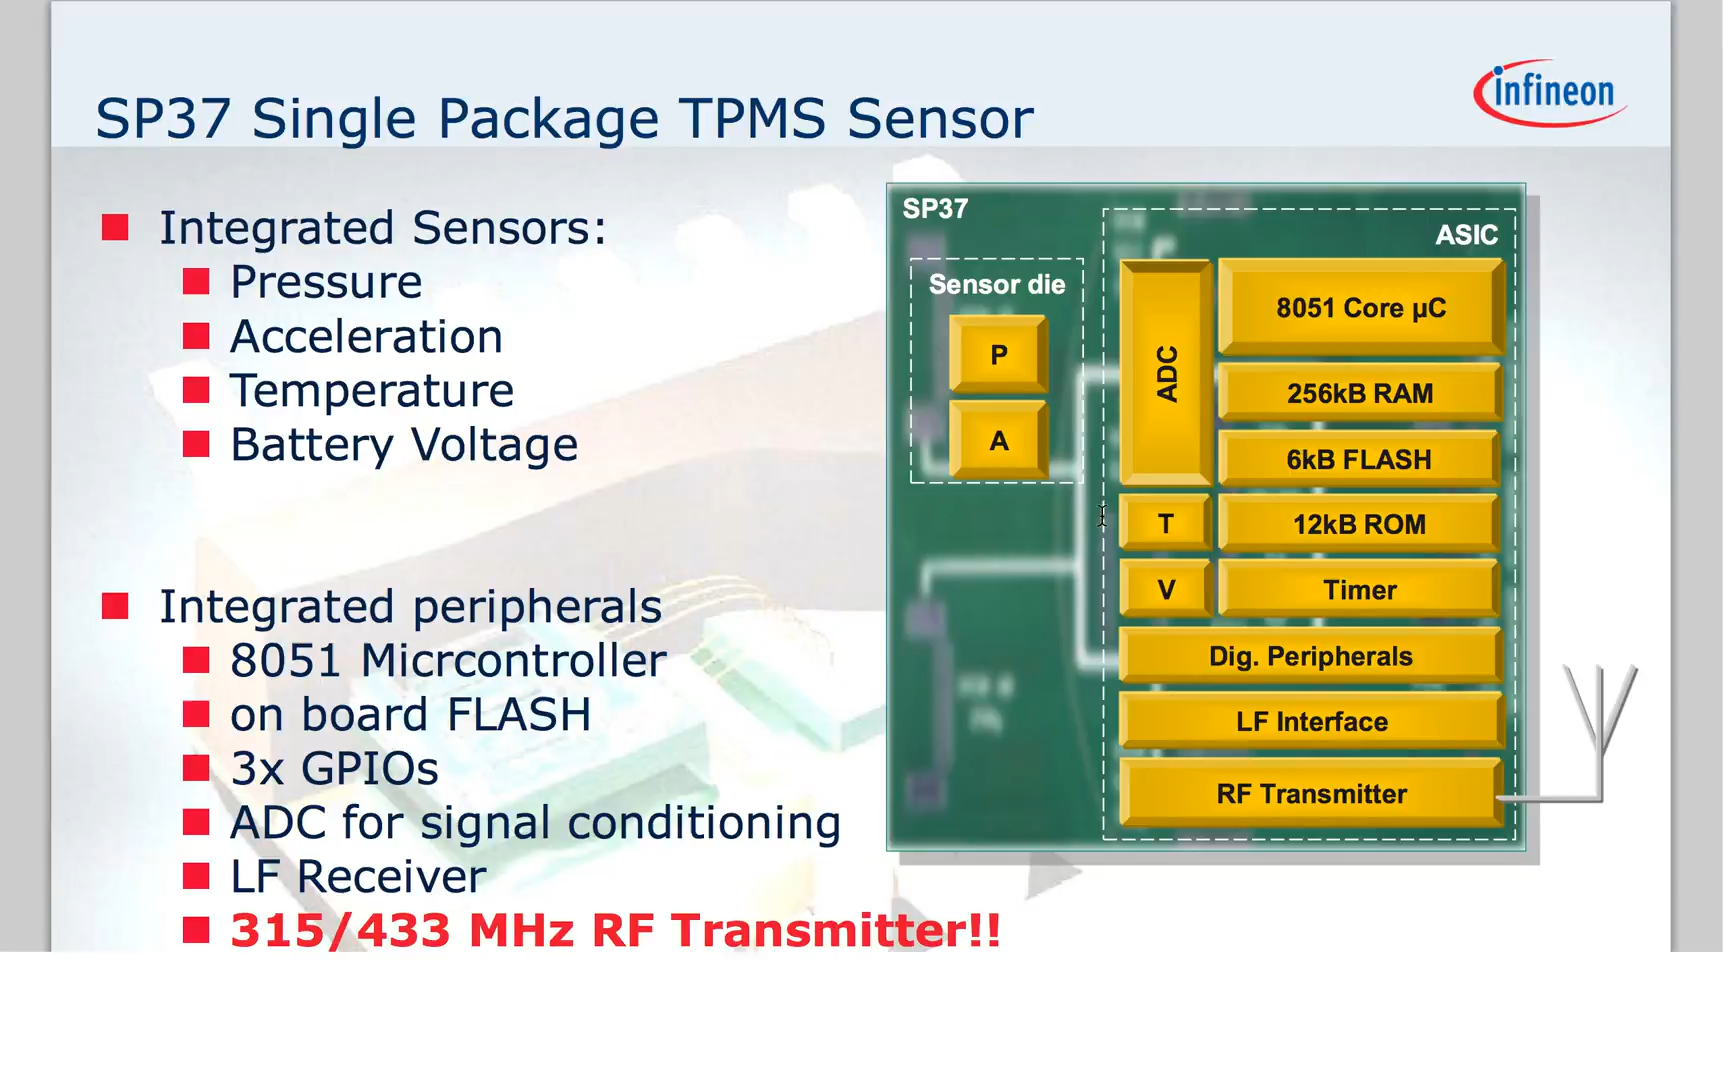 infineon
SP37 Single Package TPMS Sensor
Integrated Sensors:
Pressure
Acceleration
Temperature
Battery Voltage
Integrated peripherals
8051 Micrcontroller
on board FLASH
3x GPIOs
ADC for signal conditioning
LF Receiver
315/433 MHz RF Transmitter!!
SP37
ASIC
Sensor die
P
A
ADC
8051 Core µC
256kB RAM
6kB FLASH
T
12kB ROM
V
Timer
Dig. Peripherals
LF Interface
RF Transmitter